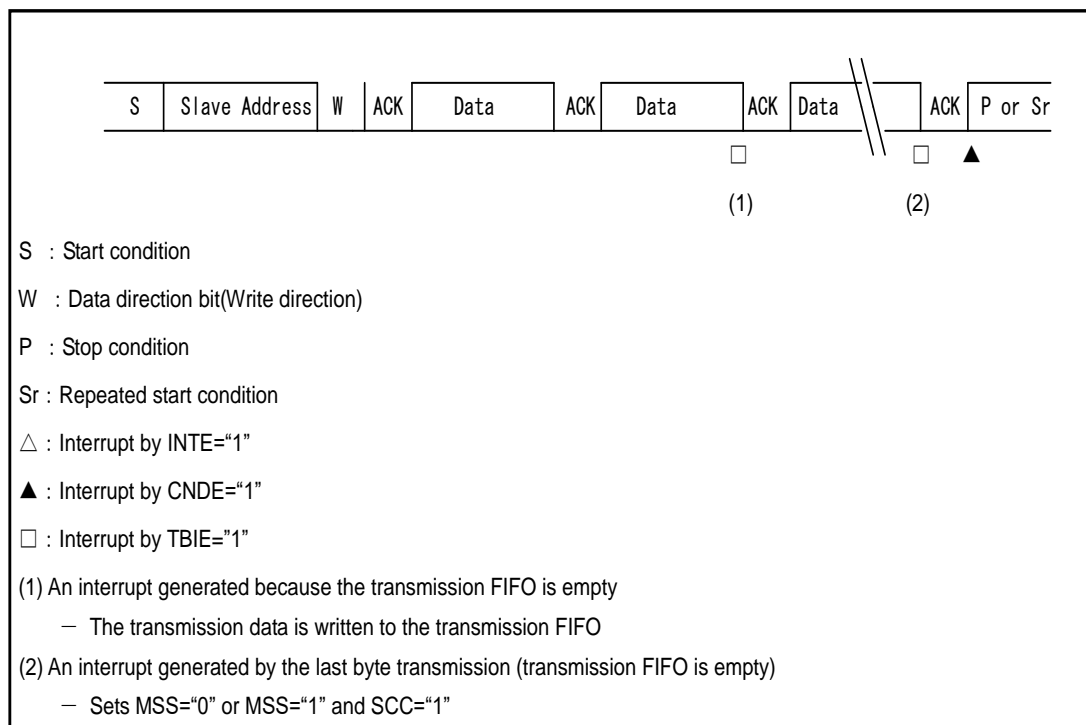 S Slave Address W ACK Data ACK Data ACK Data ACK P or Sr
□ □ ▲
(1) (2)
S : Start condition
W : Data direction bit(Write direction)
P : Stop condition
Sr : Repeated start condition
△ : Interrupt by INTE=“1”
▲ : Interrupt by CNDE=“1”
□ : Interrupt by TBIE=”1”
(1) An interrupt generated because the transmission FIFO is empty
－ The transmission data is written to the transmission FIFO
(2) An interrupt generated by the last byte transmission (transmission FIFO is empty)
－ Sets MSS=“0” or MSS=“1” and SCC=“1”